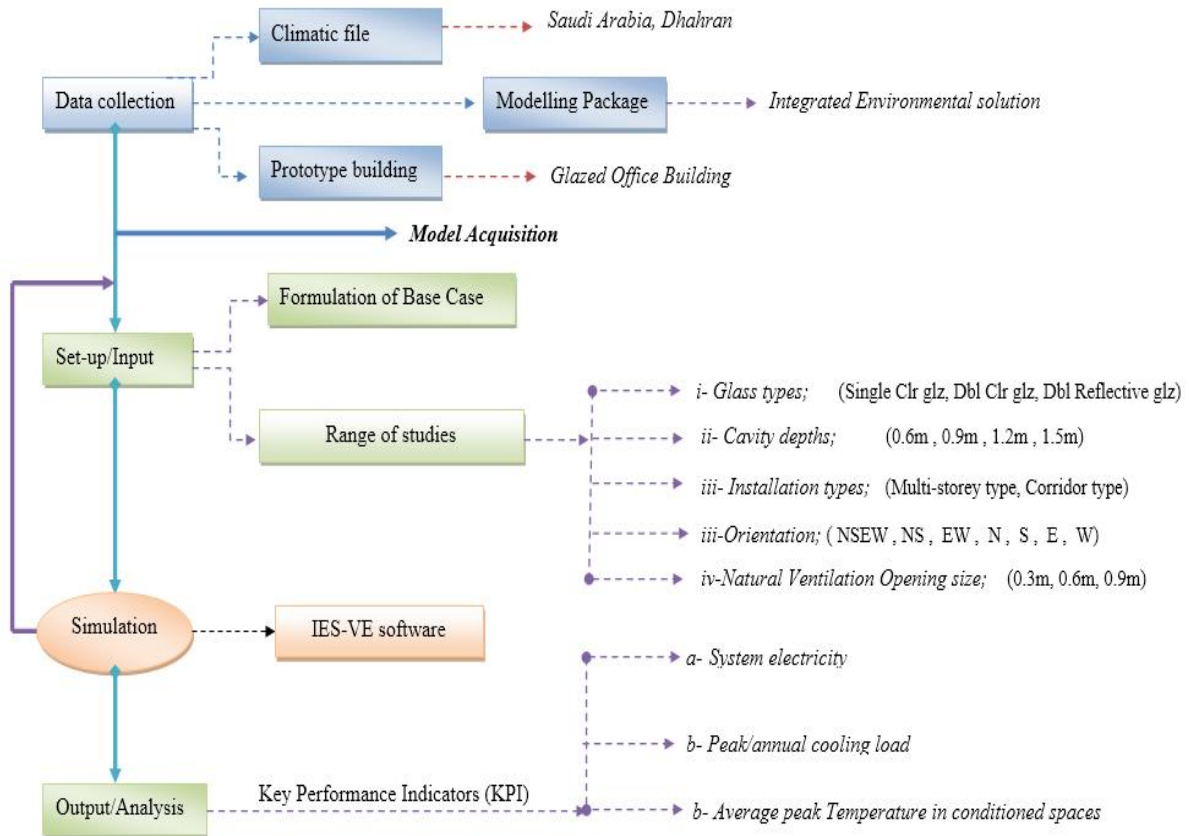 Climatic file
Saudi Arabia, Dhahran
Data collection
Modelling Package
Integrated Environmental solution
Prototype building
Glazed Office Building
Model Acquisition
Formulation of Base Case
Set-up/Input
Range of studies
i- Glass types; (Single Clr glz, Dbl Clr glz, Dbl Reflective glz)
ii- Cavity depths; (0.6m , 0.9m , 1.2m , 1.5m)
iii- Installation types; (Multi-storey type, Corridor type)
iii-Orientation; ( NSEW , NS , EW , N , S , E , W)
iv-Natural Ventilation Opening size; (0.3m, 0.6m, 0.9m)
Simulation
IES-VE software
a- System electricity
b- Peak/annual cooling load
Output/Analysis
Key Performance Indicators (KPI)
b- Average peak Temperature in conditioned spaces